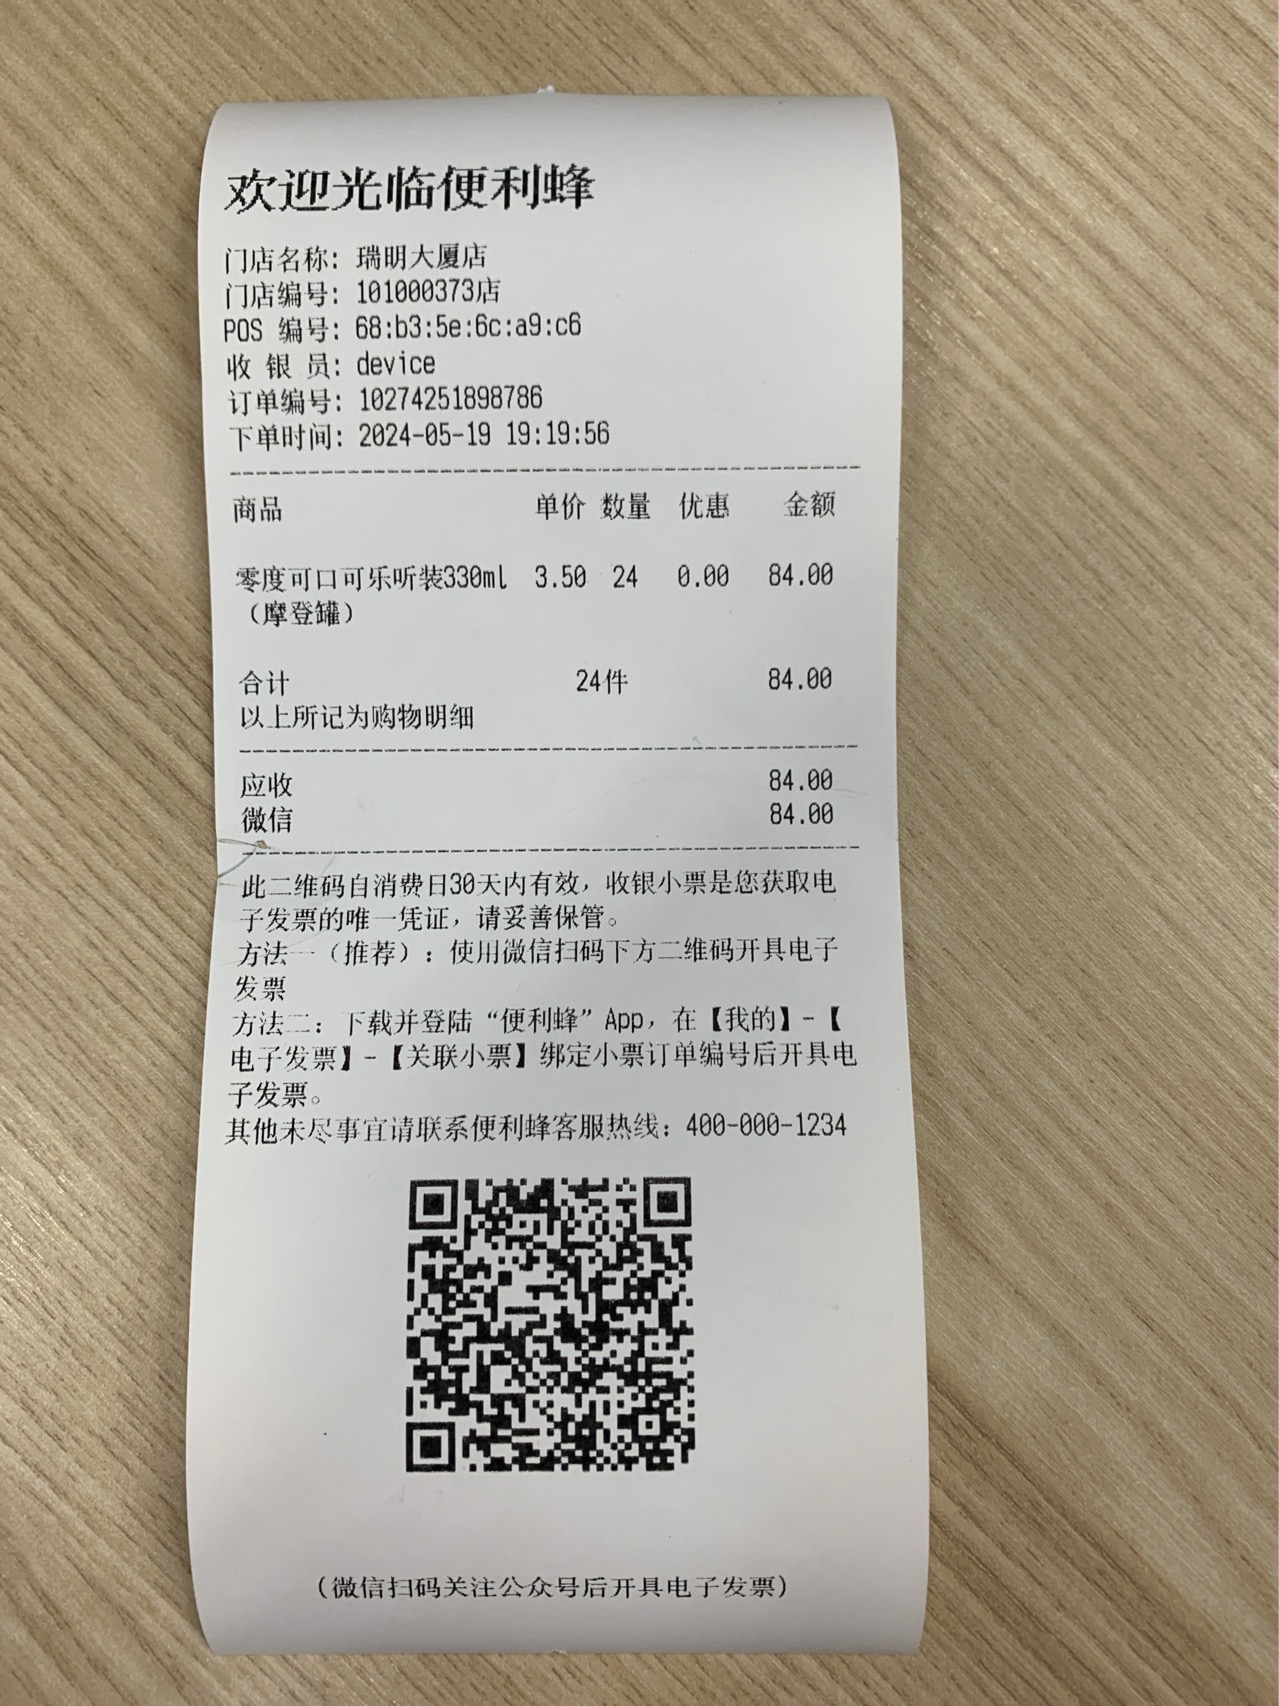 欢迎光临便利蜂
门店名称: 瑞明大厦店
门店编号: 101000373店
POS 编号: 68:b3:5e:6c:a9:c6
收 银 员: device
订单编号: 10274251898786
下单时间: 2024-05-19 19:19:56
商品 单价 数量 优惠 金额
零度可口可乐听装330ml 3.50 24 0.00 84.00
（摩登罐）
合计 24件 84.00
以上所记为购物明细
应收 84.00
微信 84.00
此二维码自消费日30天内有效，收银小票是您获取电
子发票的唯一凭证，请妥善保管。
方法一（推荐）：使用微信扫码下方二维码开具电子
发票
方法二：下载并登陆“便利蜂”App，在【我的】-【
电子发票】-【关联小票】绑定小票订单编号后开具电
子发票。
其他未尽事宜请联系便利蜂客服热线：400-000-1234
（微信扫码关注公众号后开具电子发票）